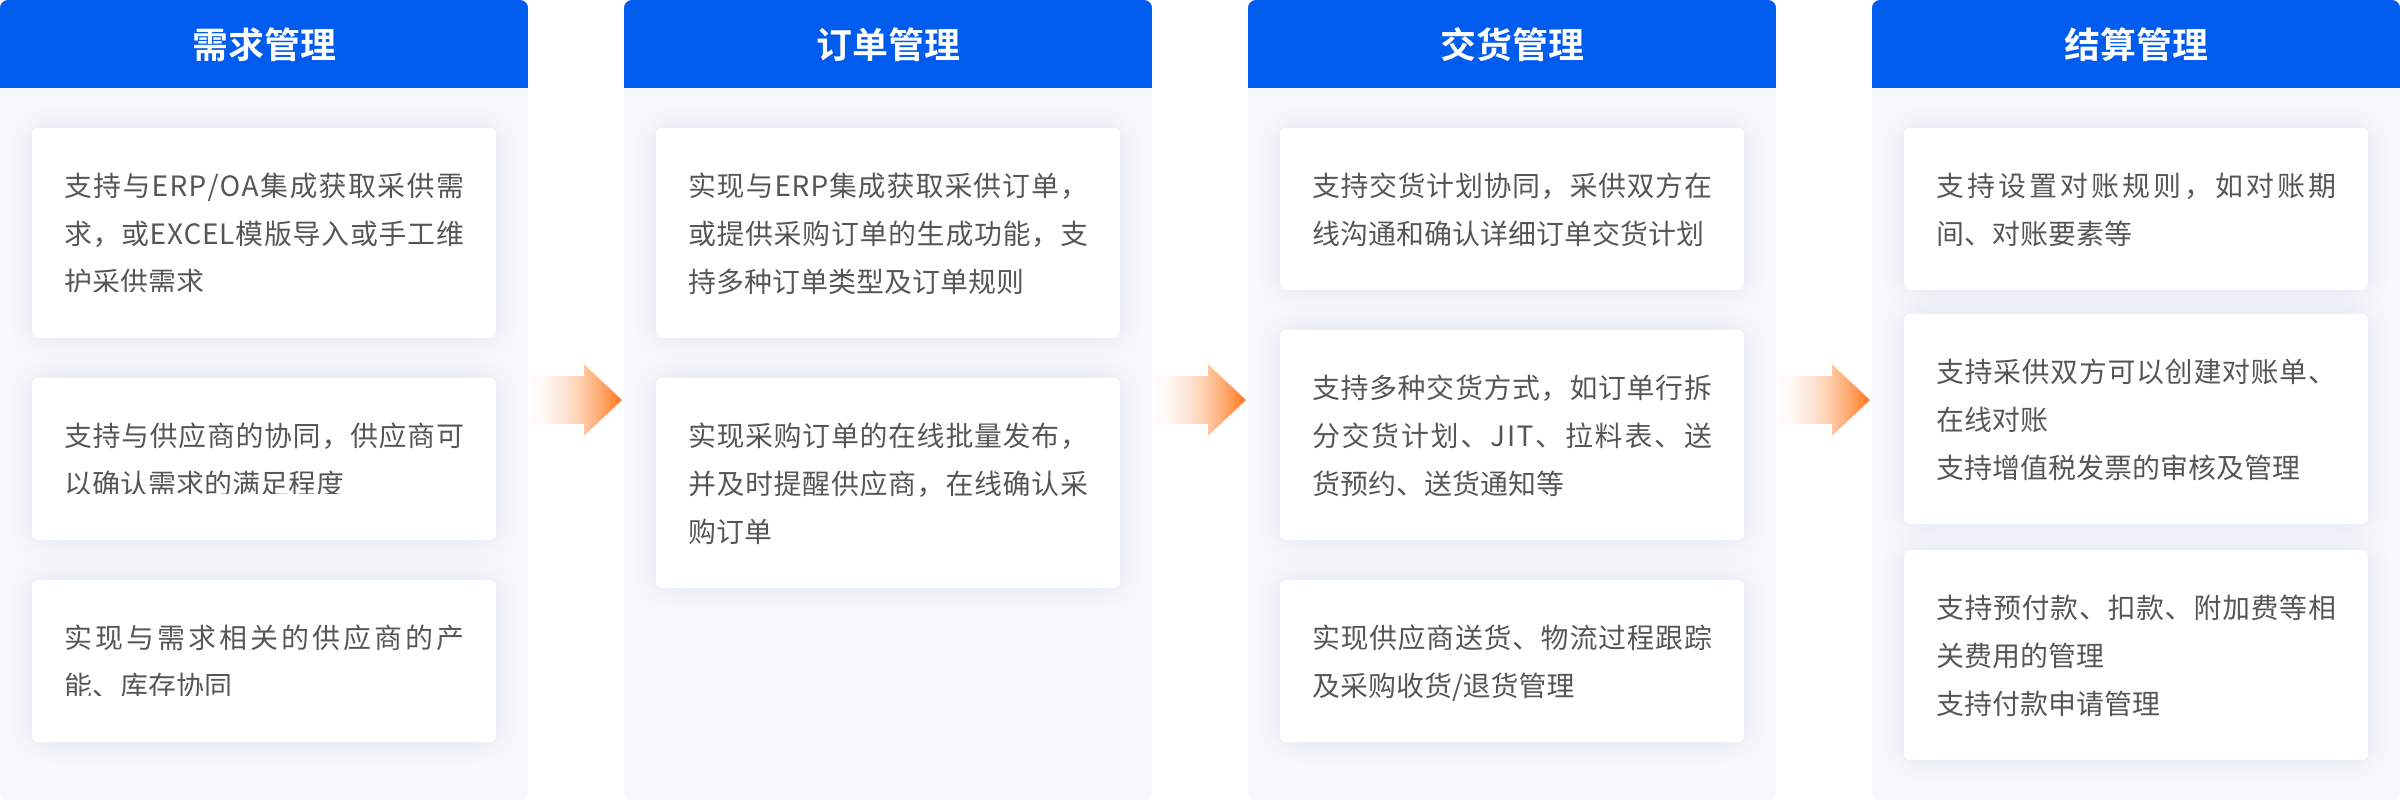 需求管理
支持与ERP/OA集成获取采供需
求，或EXCEL模版导入或手工维
护采供需求
支持与供应商的协同，供应商可
以确认需求的满足程度
实现与需求相关的供应商的产
能、库存协同
订单管理
实现与ERP集成获取采供订单，
或提供采购订单的生成功能，支
持多种订单类型及订单规则
实现采购订单的在线批量发布，
并及时提醒供应商，在线确认采
购订单
交货管理
支持交货计划协同，采供双方在
线沟通和确认详细订单交货计划
支持多种交货方式，如订单行拆
分交货计划、JIT、拉料表、送
货预约、送货通知等
实现供应商送货、物流过程跟踪
及采购收货/退货管理
结算管理
支持设置对账规则，如对账期
间、对账要素等
支持采供双方可以创建对账单、
在线对账
支持增值税发票的审核及管理
支持预付款、扣款、附加费等相
关费用的管理
支持付款申请管理